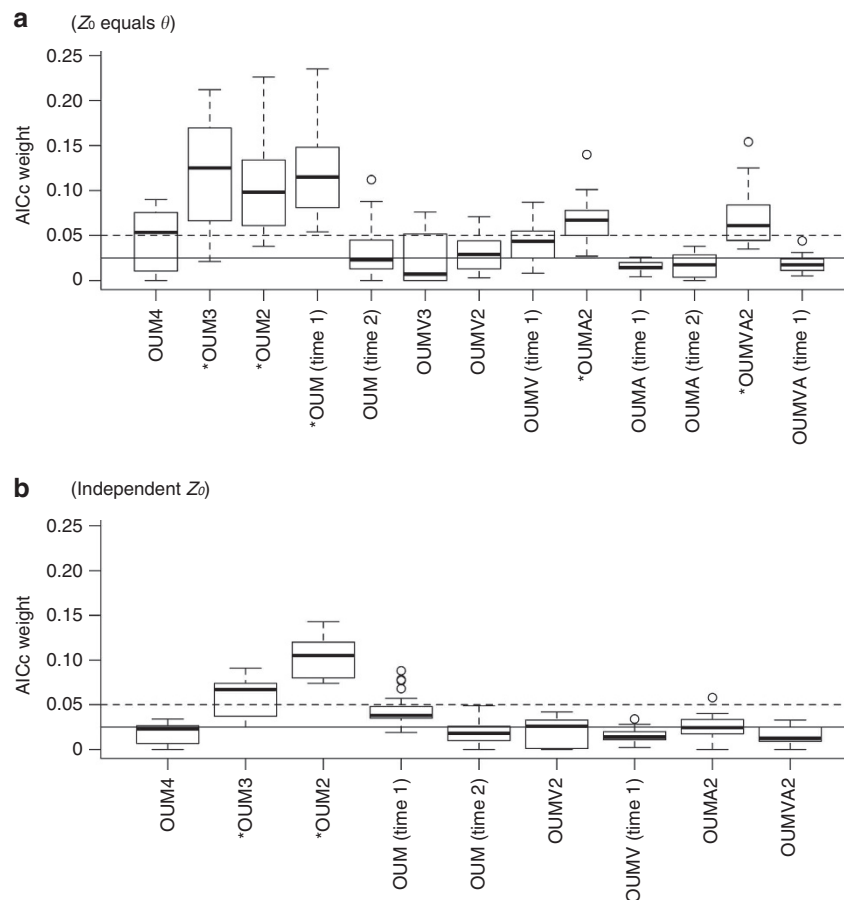 a (Z0 equals θ)
0.25
0.20
0.15
0.10
0.05
0
AICc weight
OUM4
*OUM3
*OUM2
*OUM (time 1)
OUM (time 2)
OUMV3
OUMV2
OUMV (time 1)
*OUMA2
OUMA (time 1)
OUMA (time 2)
*OUMVA2
OUMVA (time 1)
b (Independent Z0)
0.25
0.20
0.15
0.10
0.05
0
AICc weight
OUM4
*OUM3
*OUM2
OUM (time 1)
OUM (time 2)
OUMV2
OUMV (time 1)
OUMA2
OUMVA2